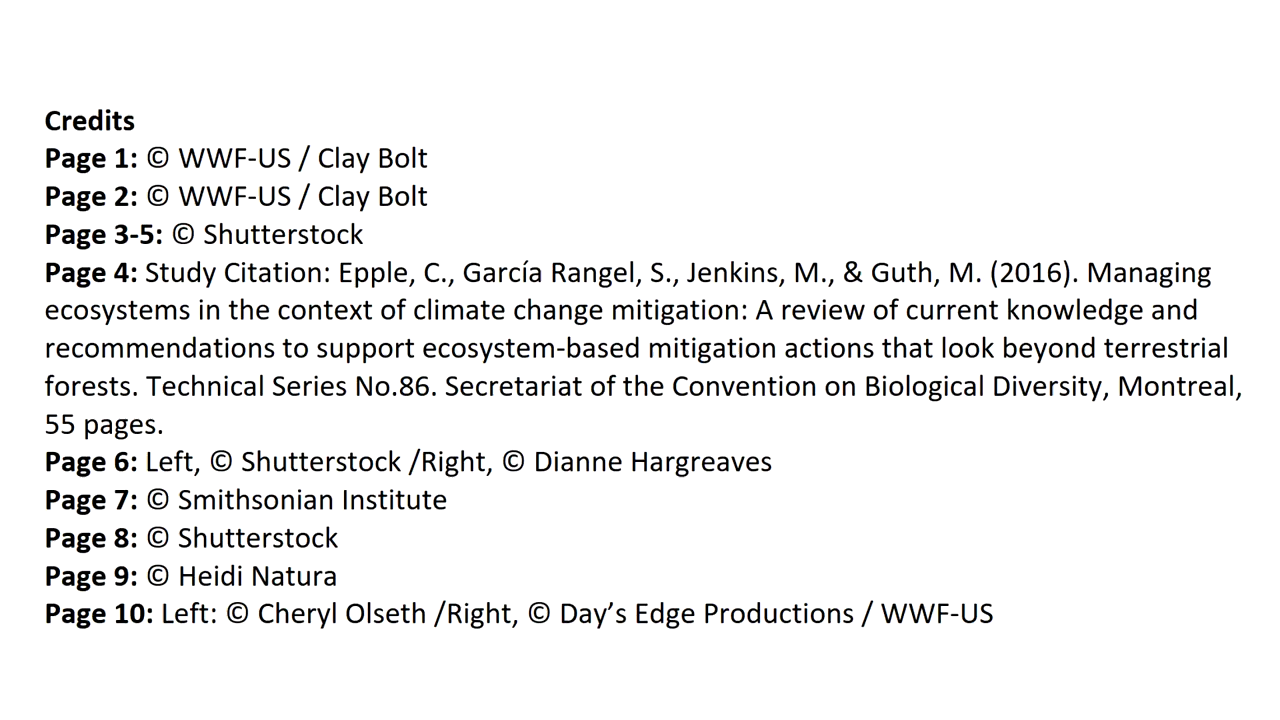 Credits
Page 1: © WWF-US / Clay Bolt
Page 2: © WWF-US / Clay Bolt
Page 3-5: © Shutterstock
Page 4: Study Citation: Epple, C., García Rangel, S., Jenkins, M., & Guth, M. (2016). Managing
ecosystems in the context of climate change mitigation: A review of current knowledge and
recommendations to support ecosystem-based mitigation actions that look beyond terrestrial
forests. Technical Series No.86. Secretariat of the Convention on Biological Diversity, Montreal,
55 pages.
Page 6: Left, © Shutterstock /Right, © Dianne Hargreaves
Page 7: © Smithsonian Institute
Page 8: © Shutterstock
Page 9: © Heidi Natura
Page 10: Left: © Cheryl Olseth /Right, © Day’s Edge Productions / WWF-US